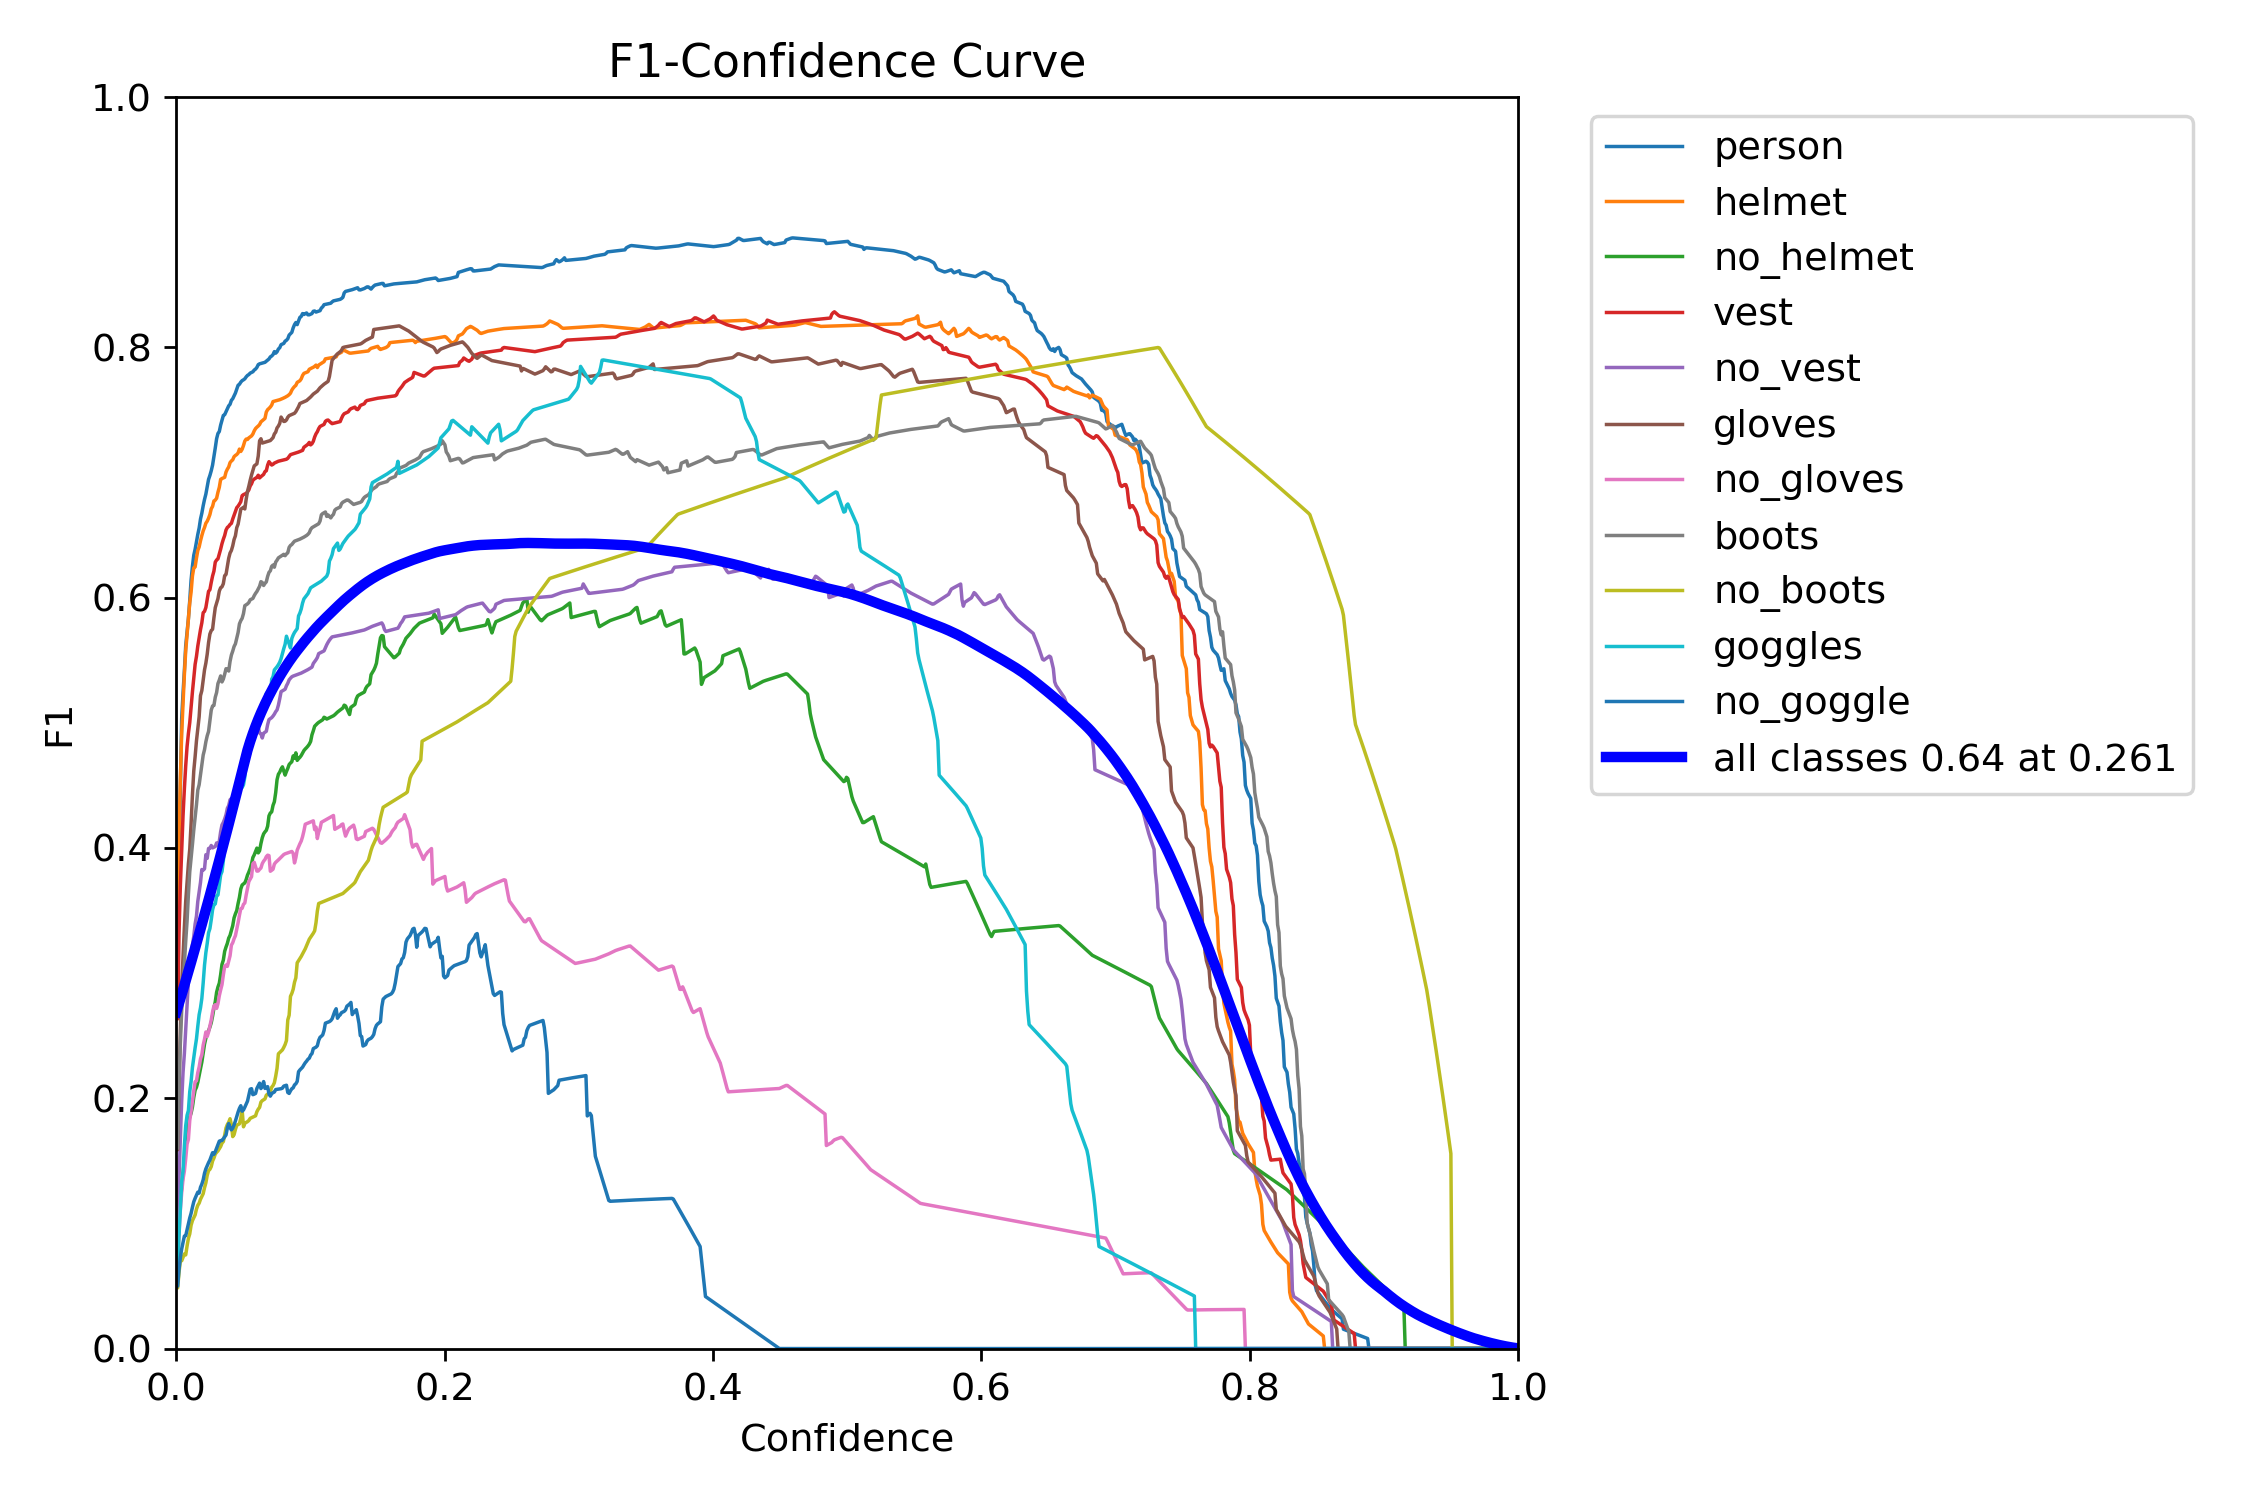 F1-Confidence Curve
1.0
0.8
0.6
0.4
0.2
0.0
F1
0.0 0.2 0.4 0.6 0.8 1.0
Confidence
person
helmet
no_helmet
vest
no_vest
gloves
no_gloves
boots
no_boots
goggles
no_goggle
all classes 0.64 at 0.261